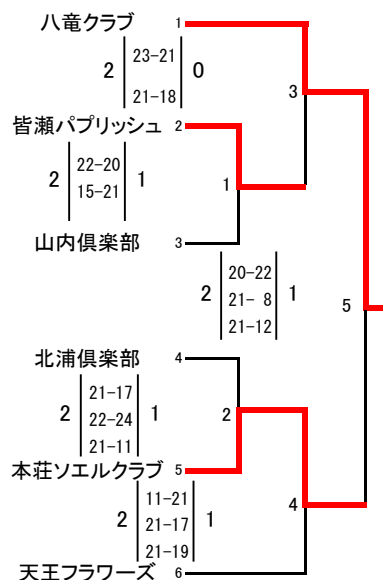 八竜クラブ 1
2 23-21 0
21-18
3
皆瀬パプリッシュ 2
2 22-20 1
15-21
1
山内倶楽部 3
20-22
2 21- 8 1
21-12
5
北浦倶楽部 4
21-17
2 22-24 1
21-11
2
本荘ソエルクラブ 5
11-21
2 21-17 1
21-19
4
天王フラワーズ 6